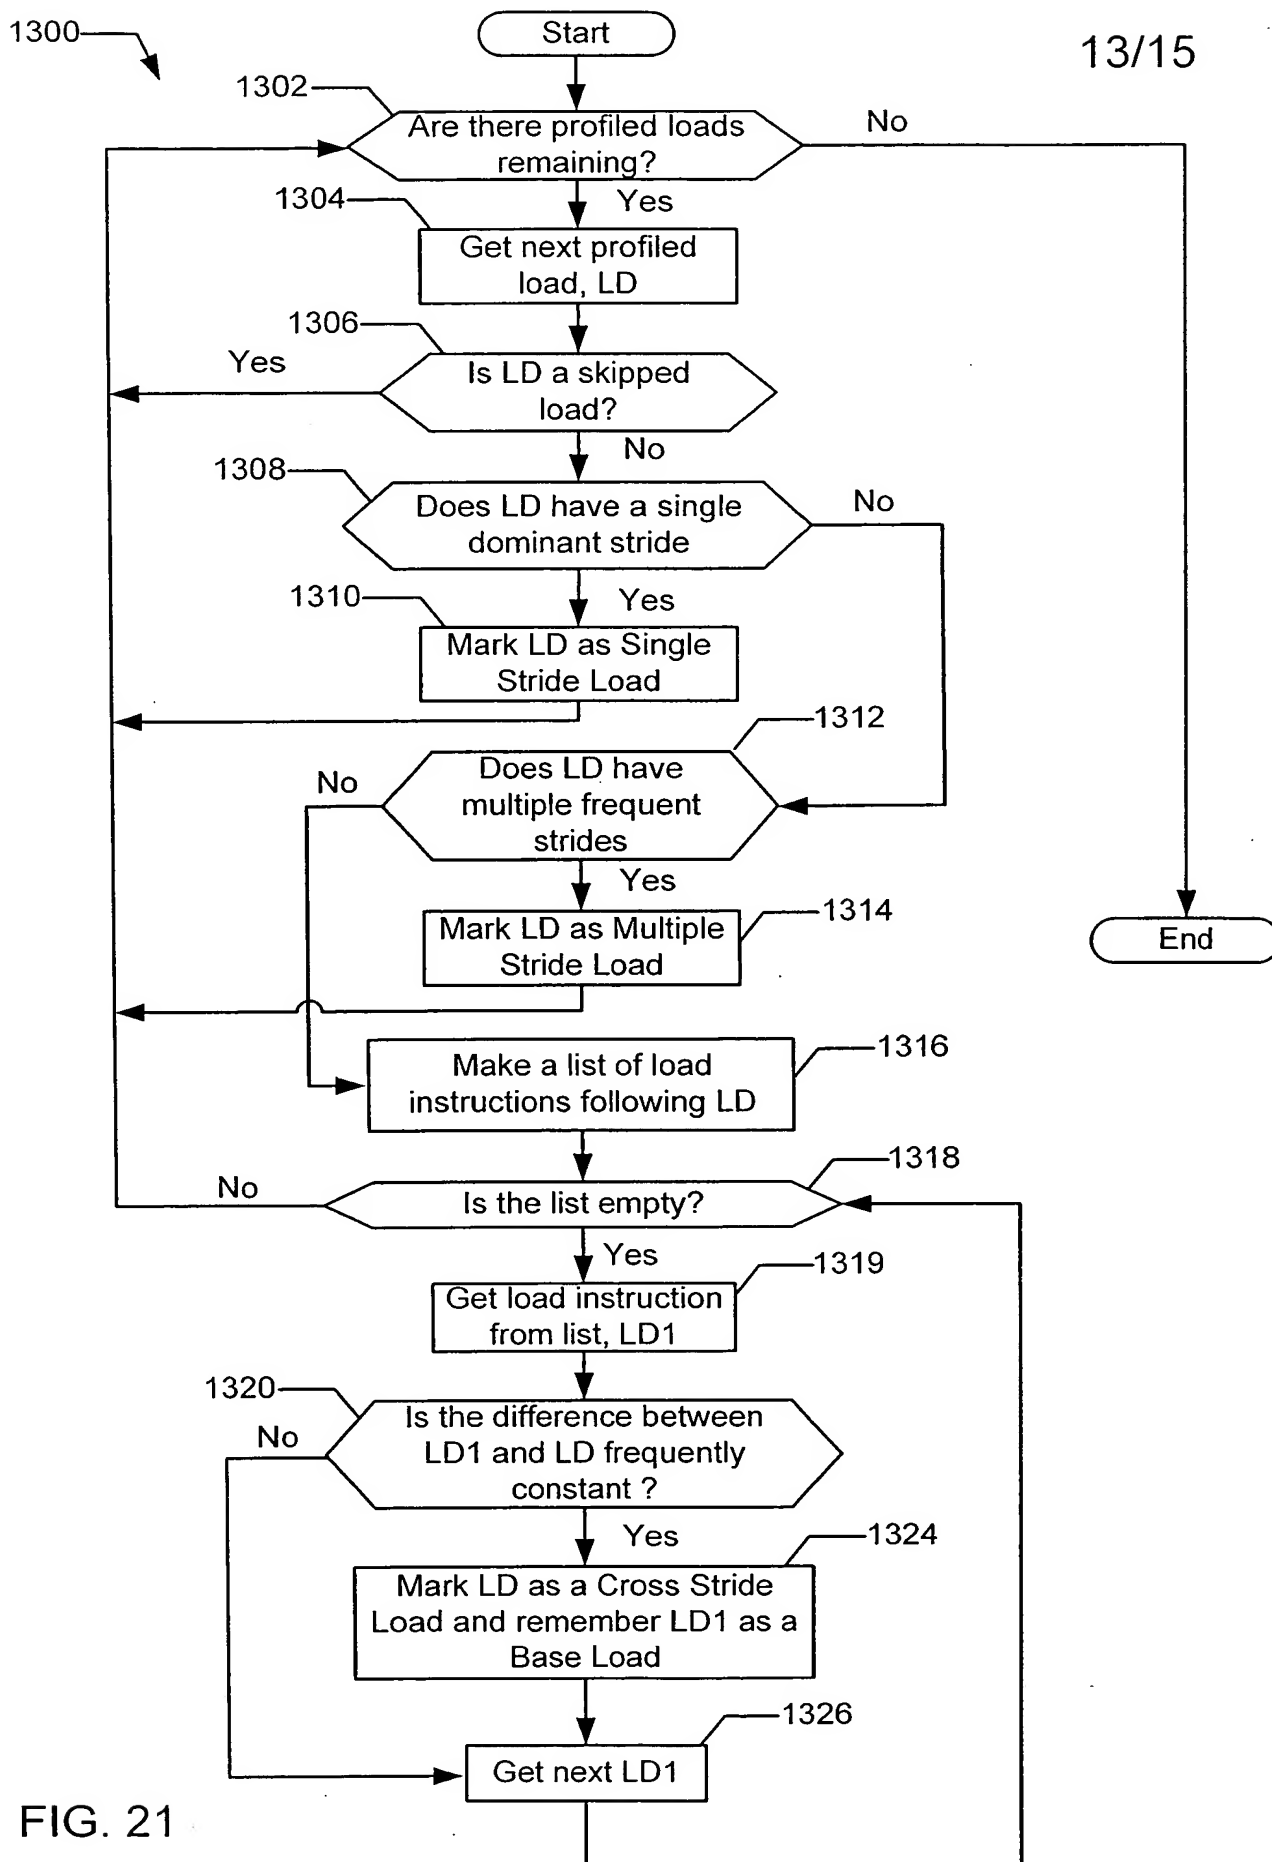 1300
Start
13/15
1302
Are there profiled loads
remaining?
No
1304
Yes
Get next profiled
load, LD
1306
Yes
Is LD a skipped
load?
No
1308
Does LD have a single
dominant stride
No
1310
Yes
Mark LD as Single
Stride Load
1312
No
Does LD have
multiple frequent
strides
Yes
1314
Mark LD as Multiple
Stride Load
End
1316
Make a list of load
instructions following LD
1318
No
Is the list empty?
Yes
1319
Get load instruction
from list, LD1
1320
No
Is the difference between
LD1 and LD frequently
constant ?
Yes
1324
Mark LD as a Cross Stride
Load and remember LD1 as a
Base Load
1326
Get next LD1
FIG. 21